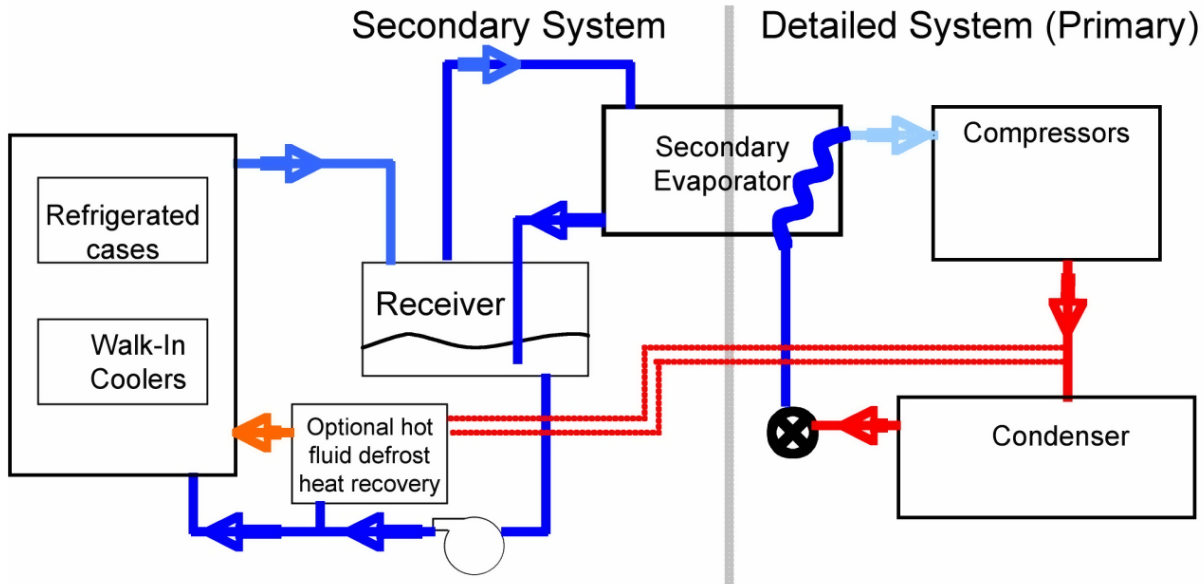 Secondary System
Detailed System (Primary)
Secondary
Evaporator
Compressors
Refrigerated
cases
Receiver
Walk-In
Coolers
Optional hot
fluid defrost
heat recovery
Condenser